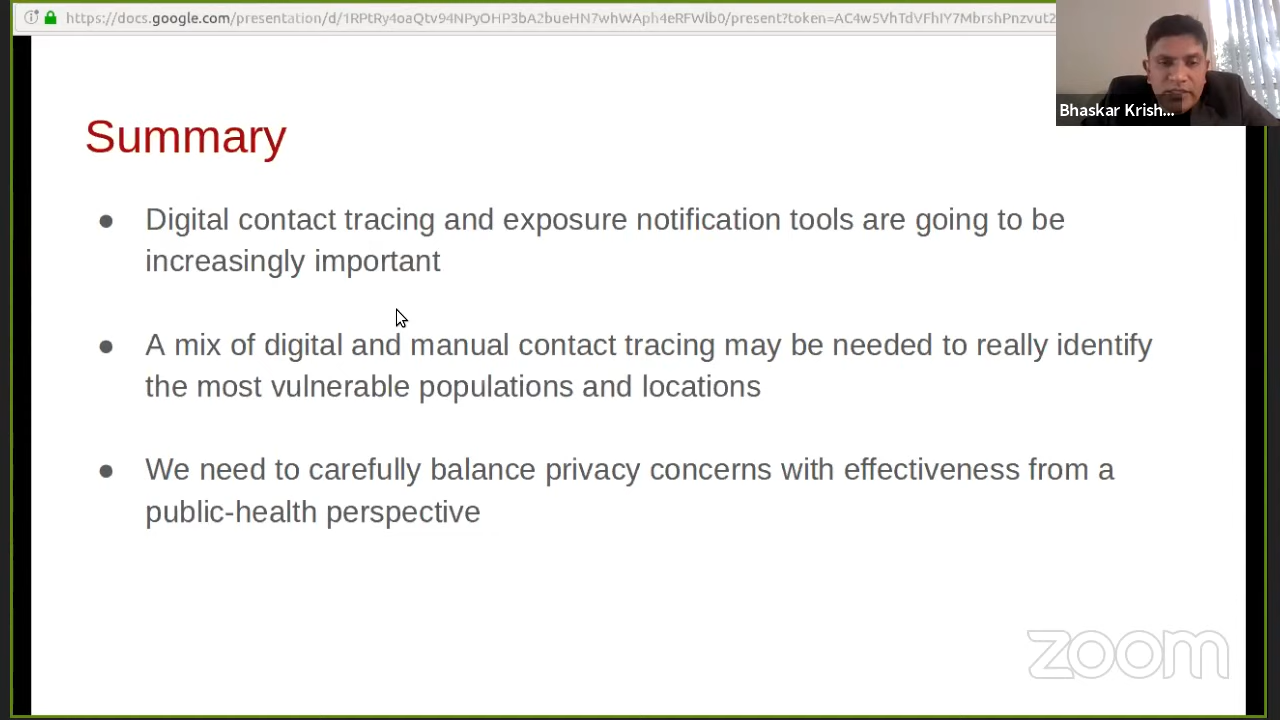 https://docs.google.com/presentation/d/1RPtRy4oaQtv94NPyOHP3bA2bueHN7whWAph4eRFWlb0/present?token=AC4w5VhTdVFhIY7MbrshPnzvut2
Bhaskar Krish...
Summary
● Digital contact tracing and exposure notification tools are going to be
increasingly important
● A mix of digital and manual contact tracing may be needed to really identify
the most vulnerable populations and locations
● We need to carefully balance privacy concerns with effectiveness from a
public-health perspective
zoom